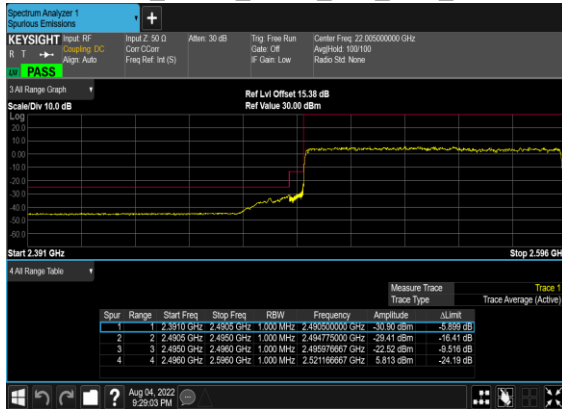 Spectrum Analyzer 1
Spurious Emissions
+
KEYSIGHT Input: RF Input Z: 50 Ω Atten: 30 dB Trig: Free Run Center Freq: 22.005000000 GHz
R T Coupling: DC Corr CCorr Gate: Off Avg|Hold: 100/100
Align: Auto Freq Ref: Int (S) IF Gain: Low Radio Std: None
PASS
3 All Range Graph
Ref Lvl Offset 15.38 dB
Scale/Div 10.0 dB Ref Value 30.00 dBm
Log
20.0
10.0
0.00
-10.0
-20.0
-30.0
-40.0
-50.0
-60.0
Start 2.391 GHz Stop 2.596 GH
4 All Range Table
Measure Trace Trace 1
Trace Type Trace Average (Active)
Spur Range Start Freq Stop Freq RBW Frequency Amplitude ΔLimit
1 1 2.3910 GHz 2.4905 GHz 1.000 MHz 2.490500000 GHz -30.90 dBm -5.899 dB
2 2 2.4905 GHz 2.4950 GHz 1.000 MHz 2.494775000 GHz -29.41 dBm -16.41 dB
3 3 2.4950 GHz 2.4960 GHz 1.000 MHz 2.495976667 GHz -22.52 dBm -9.516 dB
4 4 2.4960 GHz 2.5960 GHz 1.000 MHz 2.521166667 GHz 5.813 dBm -24.19 dB
? Aug 04, 2022
9:29:03 PM